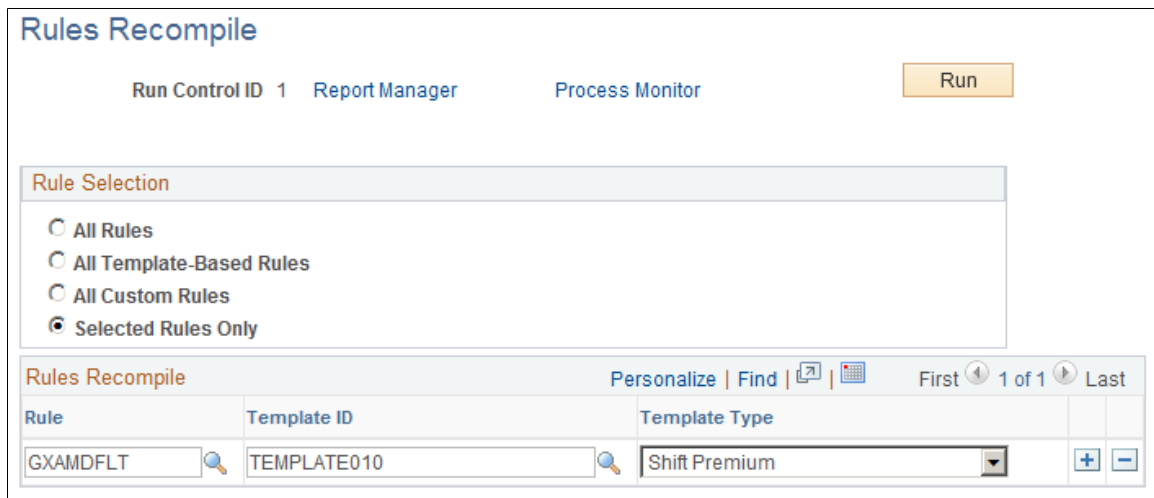 Rules Recompile
Run Control ID 1 Report Manager Process Monitor Run
Rule Selection
All Rules
All Template-Based Rules
All Custom Rules
Selected Rules Only
Rules Recompile Personalize | Find | | First 1 of 1 Last
Rule Template ID Template Type
GXAMDFLT TEMPLATE010 Shift Premium